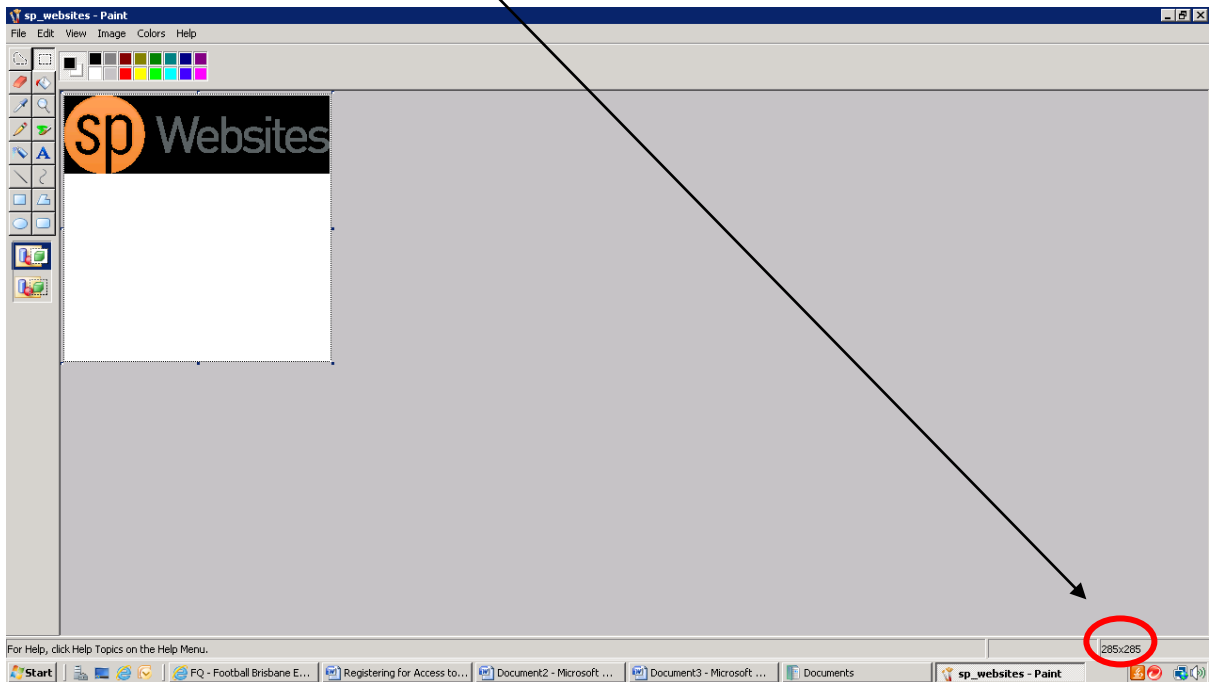 sp_websites - Paint
File Edit View Image Colors Help
A
sp Websites
For Help, click Help Topics on the Help Menu.
285x285
Start FQ - Football Brisbane E... Registering for Access to... Document2 - Microsoft ... Document3 - Microsoft ... Documents sp_websites - Paint